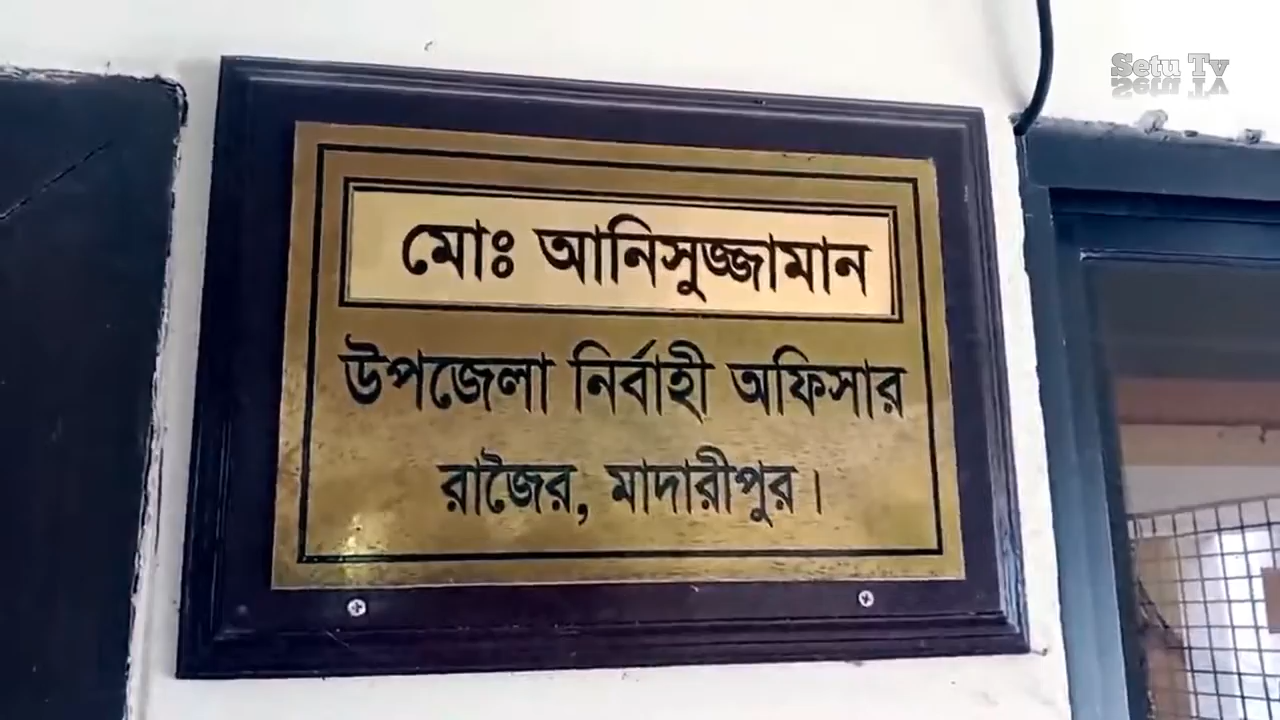 Setu Tv
মোঃ আনিসুজ্জামান
উপজেলা নির্বাহী অফিসার
রাজৈর, মাদারীপুর।